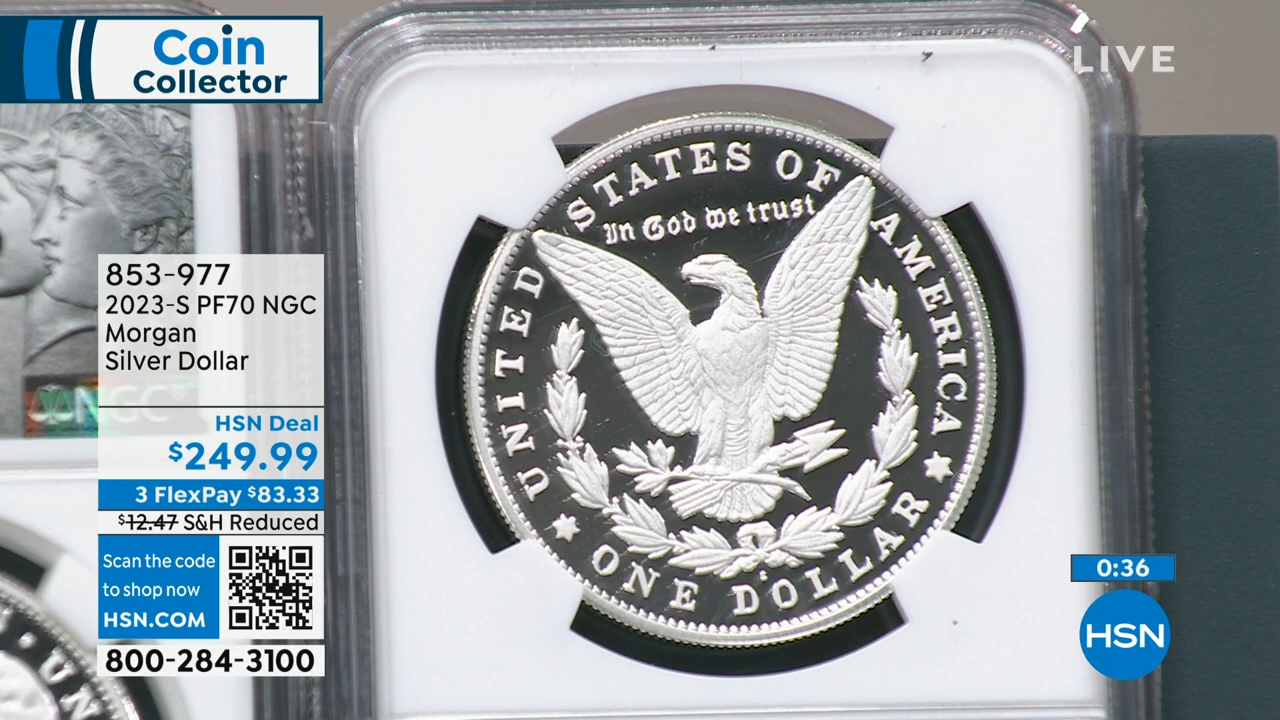 Coin
Collector
LIVE
853-977
2023-S PF70 NGC
Morgan
Silver Dollar
HSN Deal
$249.99
3 FlexPay $83.33
$12.47 S&H Reduced
Scan the code
to shop now
HSN.COM
800-284-3100
UNITED STATES OF AMERICA
In God we trust
ONE DOLLAR
NGC
UN
0:36
HSN